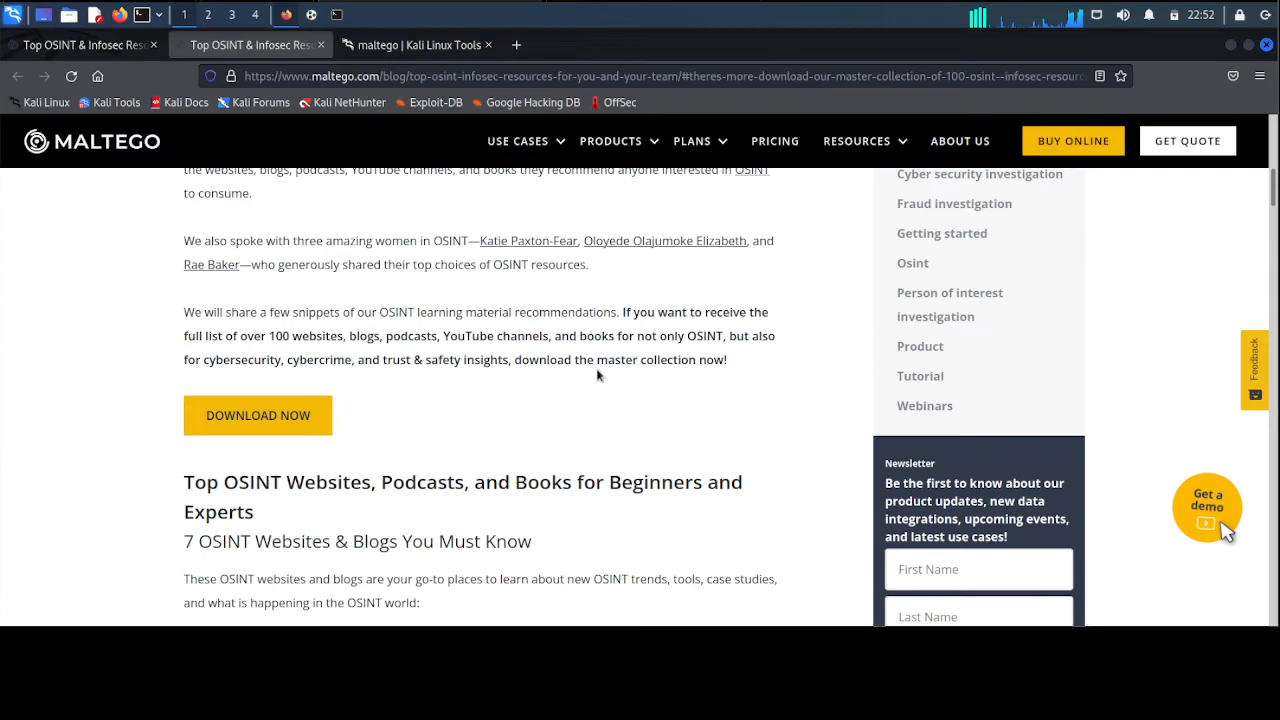 1
2
3
4
22:52
Top OSINT & Infosec Res
Top OSINT & Infosec Res
maltego | Kali Linux Tools
https://www.maltego.com/blog/top-osint-infosec-resources-for-you-and-your-team/#theres-more-download-our-master-collection-of-100-osint--infosec-resourc
Kali Linux
Kali Tools
Kali Docs
Kali Forums
Kali NetHunter
Exploit-DB
Google Hacking DB
OffSec
MALTEGO
USE CASES
PRODUCTS
PLANS
PRICING
RESOURCES
ABOUT US
BUY ONLINE
GET QUOTE
the websites, blogs, podcasts, YouTube channels, and books they recommend anyone interested in OSINT
to consume.
We also spoke with three amazing women in OSINT—Katie Paxton-Fear, Oloyede Olajumoke Elizabeth, and
Rae Baker—who generously shared their top choices of OSINT resources.
We will share a few snippets of our OSINT learning material recommendations. If you want to receive the
full list of over 100 websites, blogs, podcasts, YouTube channels, and books for not only OSINT, but also
for cybersecurity, cybercrime, and trust & safety insights, download the master collection now!
DOWNLOAD NOW
Top OSINT Websites, Podcasts, and Books for Beginners and
Experts
7 OSINT Websites & Blogs You Must Know
These OSINT websites and blogs are your go-to places to learn about new OSINT trends, tools, case studies,
and what is happening in the OSINT world:
Cyber security investigation
Fraud investigation
Getting started
Osint
Person of interest
investigation
Product
Tutorial
Webinars
Newsletter
Be the first to know about our
product updates, new data
integrations, upcoming events,
and latest use cases!
First Name
Last Name
Feedback
Get a
demo